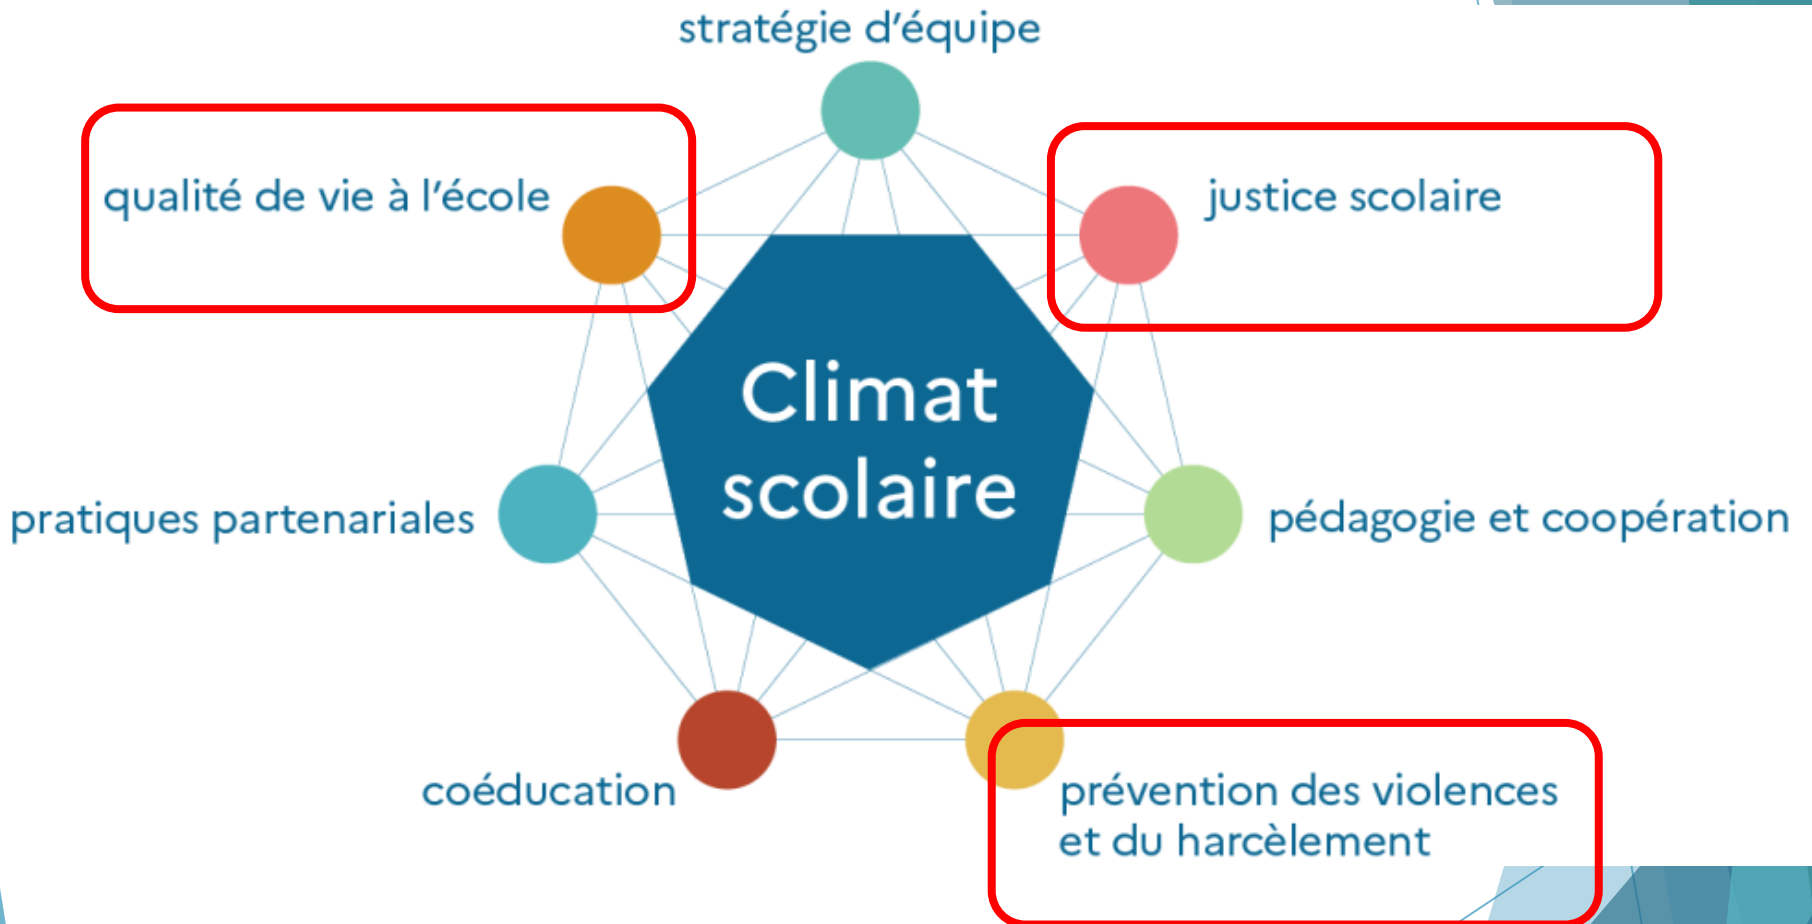 stratégie d'équipe
qualité de vie à l'école
justice scolaire
Climat
scolaire
pratiques partenariales
pédagogie et coopération
coéducation
prévention des violences
et du harcèlement